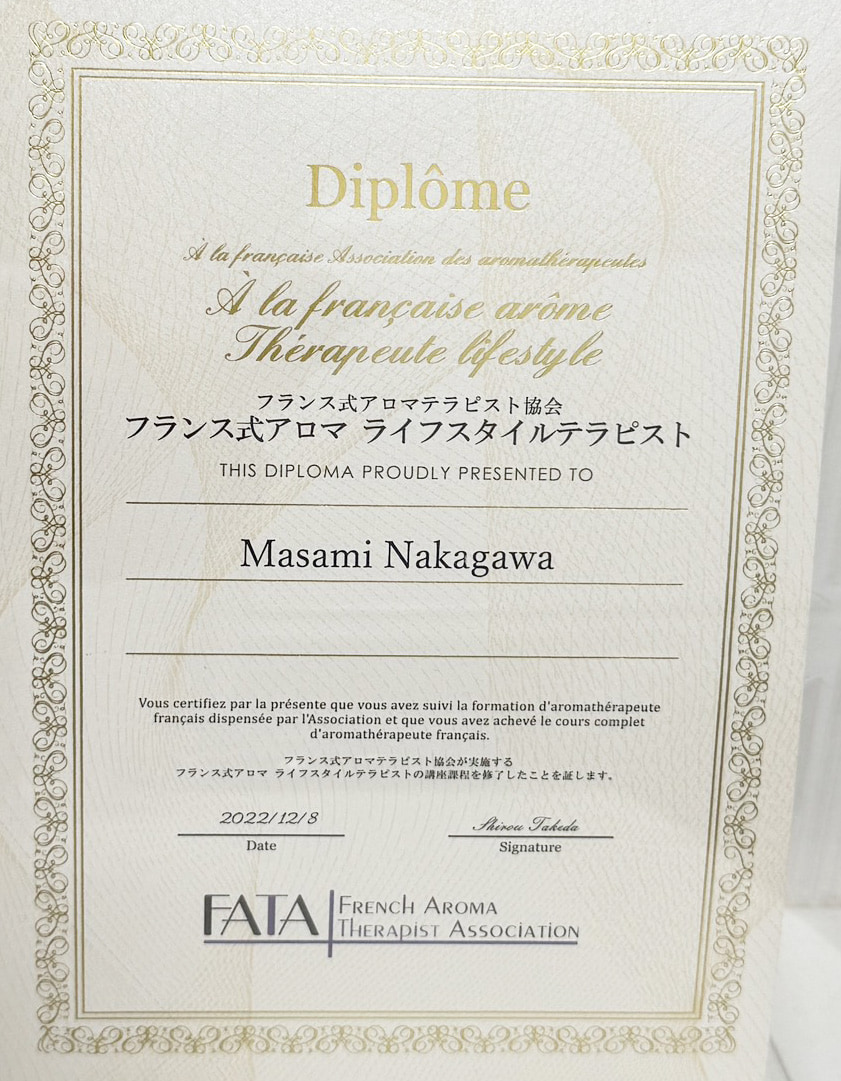 Diplôme
À la française Association des aromathérapeutes
À la française arôme
Thérapeute lifestyle
フランス式アロマテラピスト協会
フランス式アロマ ライフスタイルテラピスト
THIS DIPLOMA PROUDLY PRESENTED TO
Masami Nakagawa
Vous certifiez par la présente que vous avez suivi la formation d'aromathérapeute
français dispensée par l'Association et que vous avez achevé le cours complet
d'aromathérapeute français.
フランス式アロマテラピスト協会が実施する
フランス式アロマ ライフスタイルテラピストの講座課程を修了したことを証します。
2022/12/8 Shirou Takeda
Date Signature
FATA FRENCH AROMA
THERAPIST ASSOCIATION